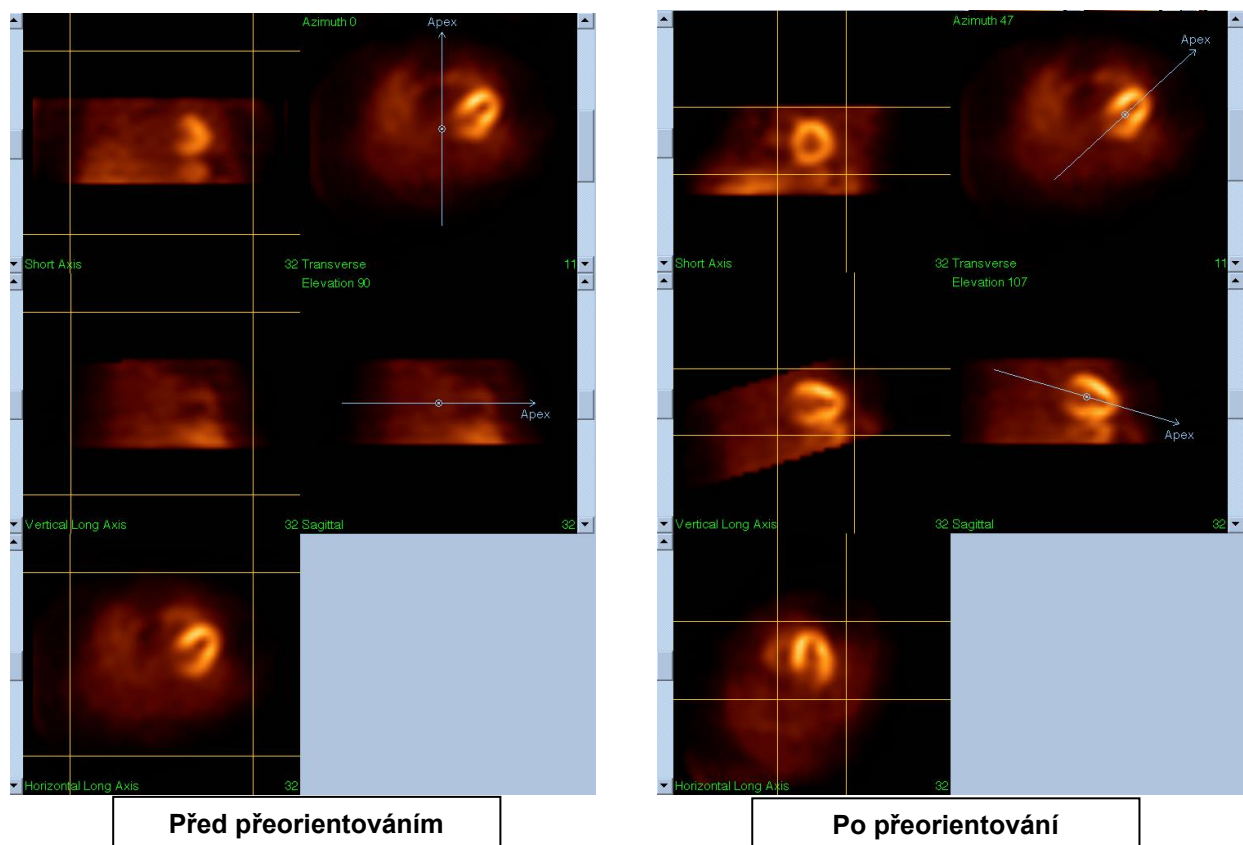 Azimuth 0
Apex
Short Axis 32 Transverse 11
Elevation 90
Apex
Vertical Long Axis 32 Sagittal 32
Horizontal Long Axis 32
Před přeorientováním
Azimuth 47
Apex
Short Axis 32 Transverse 11
Elevation 107
Apex
Vertical Long Axis 32 Sagittal 32
Horizontal Long Axis 32
Po přeorientování